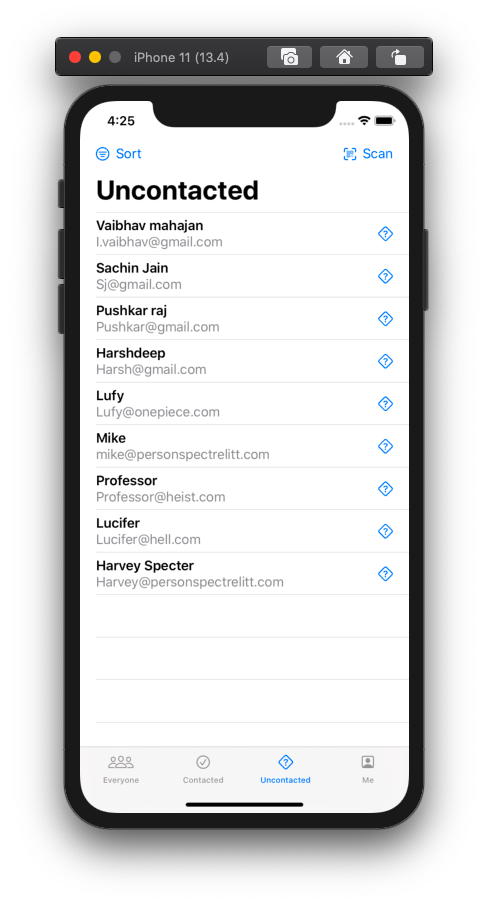 iPhone 11 (13.4)
4:25
Sort
Scan
Uncontacted
Vaibhav mahajan
I.vaibhav@gmail.com
Sachin Jain
Sj@gmail.com
Pushkar raj
Pushkar@gmail.com
Harshdeep
Harsh@gmail.com
Lufy
Lufy@onepiece.com
Mike
mike@personspectrelitt.com
Professor
Professor@heist.com
Lucifer
Lucifer@hell.com
Harvey Specter
Harvey@personspectrelitt.com
Everyone
Contacted
Uncontacted
Me